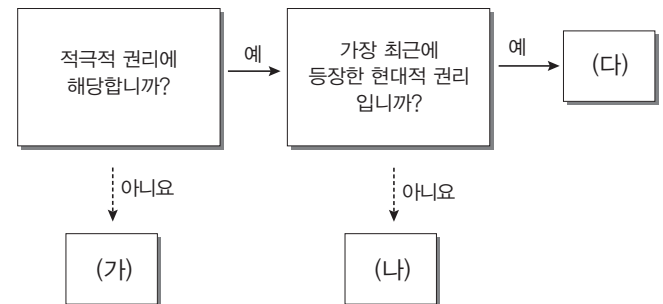 적극적 권리에
해당합니까?
예
가장 최근에
등장한 현대적 권리
입니까?
예
(다)
아니요
아니요
(가)
(나)